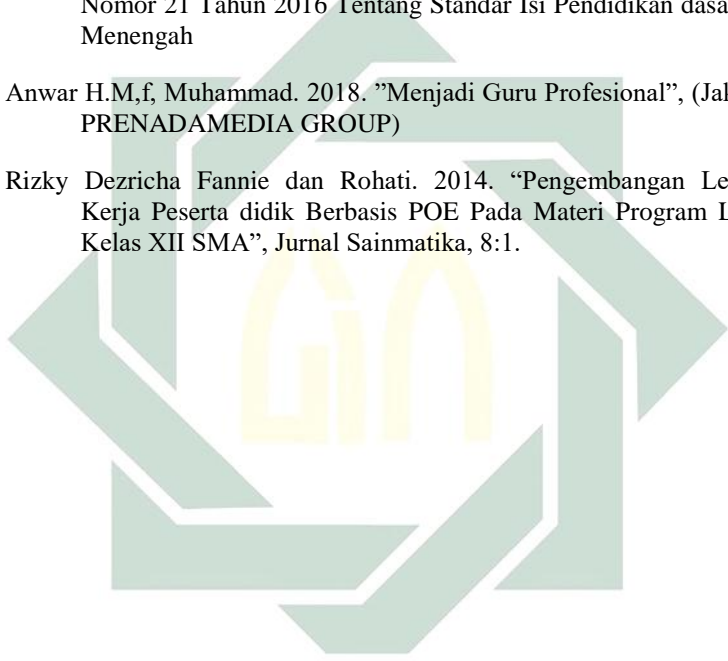 Nomor 21 Tahun 2016 Tentang Standar Isi Pendidikan dasa
Menengah
Anwar H.M,f, Muhammad. 2018. ”Menjadi Guru Profesional”, (Jak
PRENADAMEDIA GROUP)
Rizky Dezricha Fannie dan Rohati. 2014. “Pengembangan Le
Kerja Peserta didik Berbasis POE Pada Materi Program L
Kelas XII SMA”, Jurnal Sainmatika, 8:1.